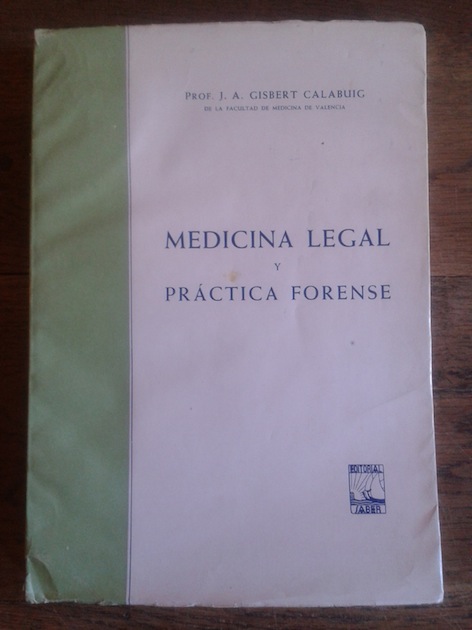 PROF. J. A. GISBERT CALABUIG
DE LA FACULTAD DE MEDICINA DE VALENCIA
MEDICINA LEGAL
Y
PRÁCTICA FORENSE
EDITORIAL
SABER